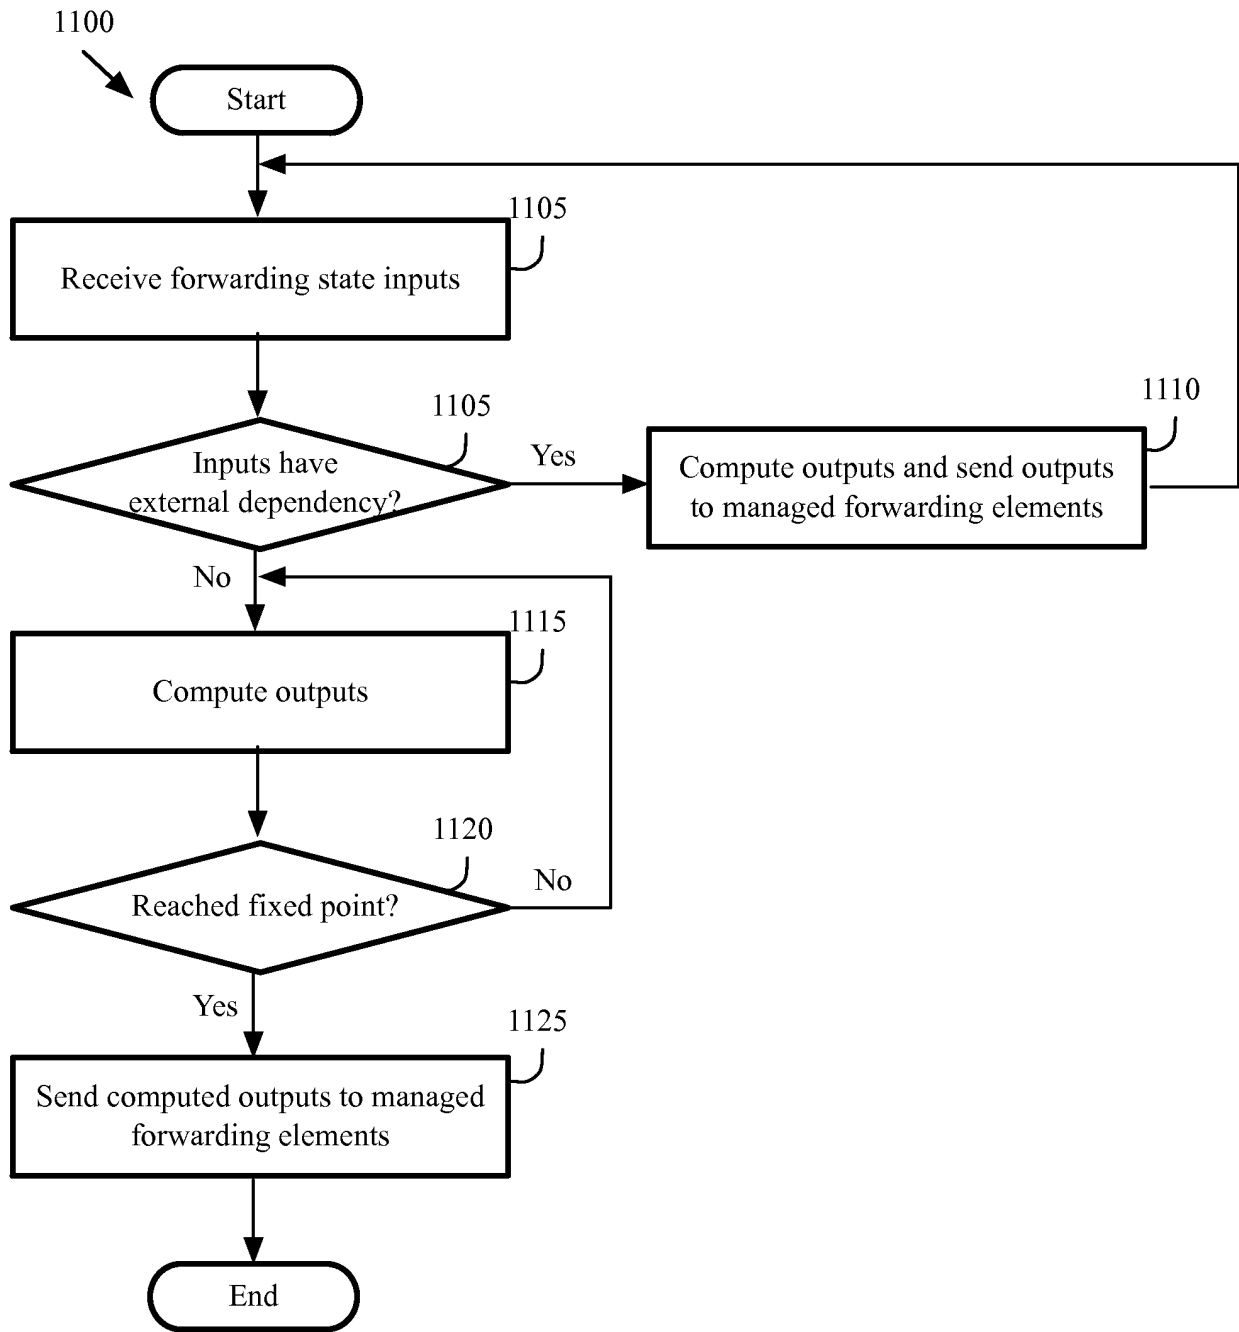 1100
Start
1105
Receive forwarding state inputs
1105
Inputs have
external dependency?
Yes
1110
Compute outputs and send outputs
to managed forwarding elements
No
1115
Compute outputs
1120
Reached fixed point?
No
Yes
1125
Send computed outputs to managed
forwarding elements
End